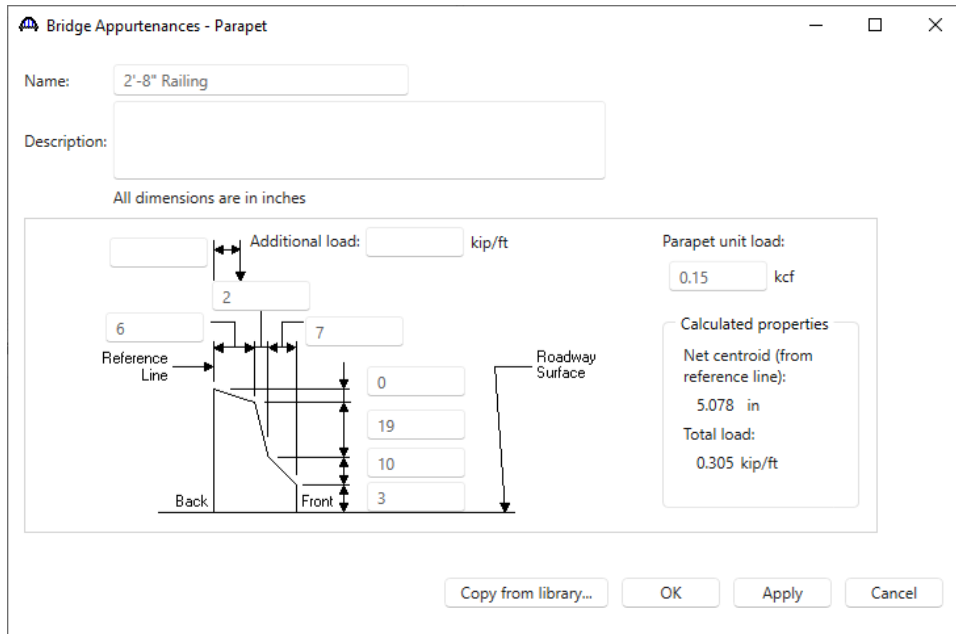 Bridge Appurtenances - Parapet
Name:
2'-8" Railing
Description:
All dimensions are in inches
Additional load:
kip/ft
Parapet unit load:
2
0.15
kcf
6
7
Calculated properties
Reference
Line
Roadway
Surface
Net centroid (from
reference line):
0
5.078 in
19
Total load:
10
0.305 kip/ft
Back
Front
3
Copy from library...
OK
Apply
Cancel